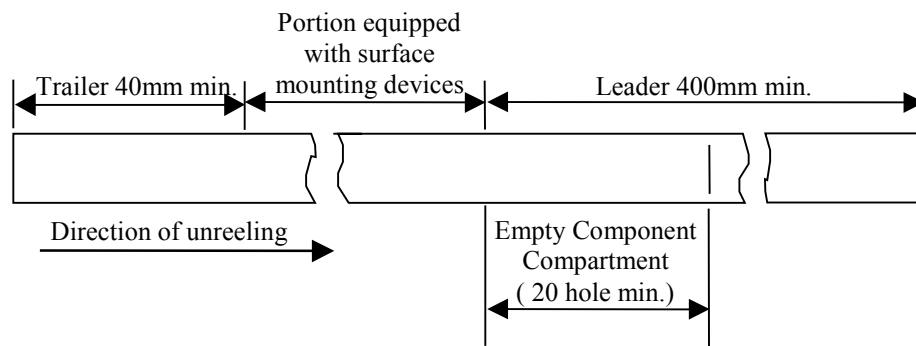 Portion equipped
with surface
mounting devices
Trailer 40mm min.
Leader 400mm min.
Direction of unreeling
Empty Component
Compartment
( 20 hole min.)